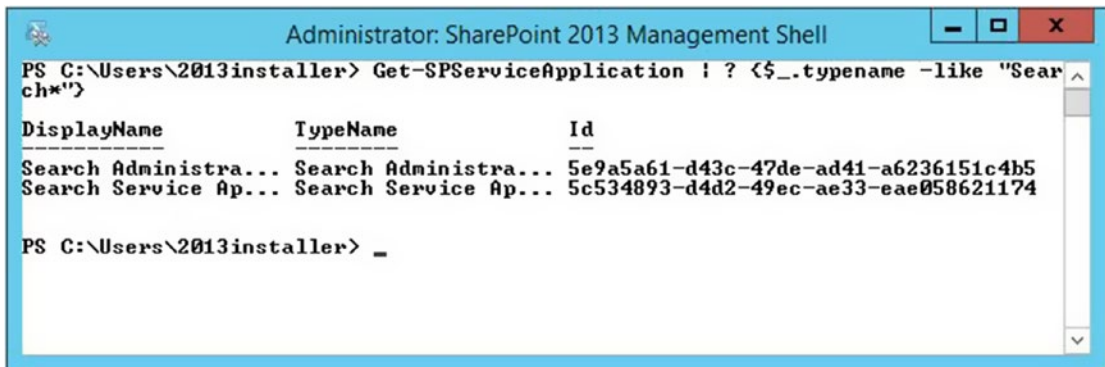 Administrator: SharePoint 2013 Management Shell
PS C:\Users\2013installer> Get-SPServiceApplication | ? {$_.typename -like "Sear
ch*"}
DisplayName TypeName Id
----------- -------- --
Search Administra... Search Administra... 5e9a5a61-d43c-47de-ad41-a6236151c4b5
Search Service Ap... Search Service Ap... 5c534893-d4d2-49ec-ae33-eae058621174
PS C:\Users\2013installer> _